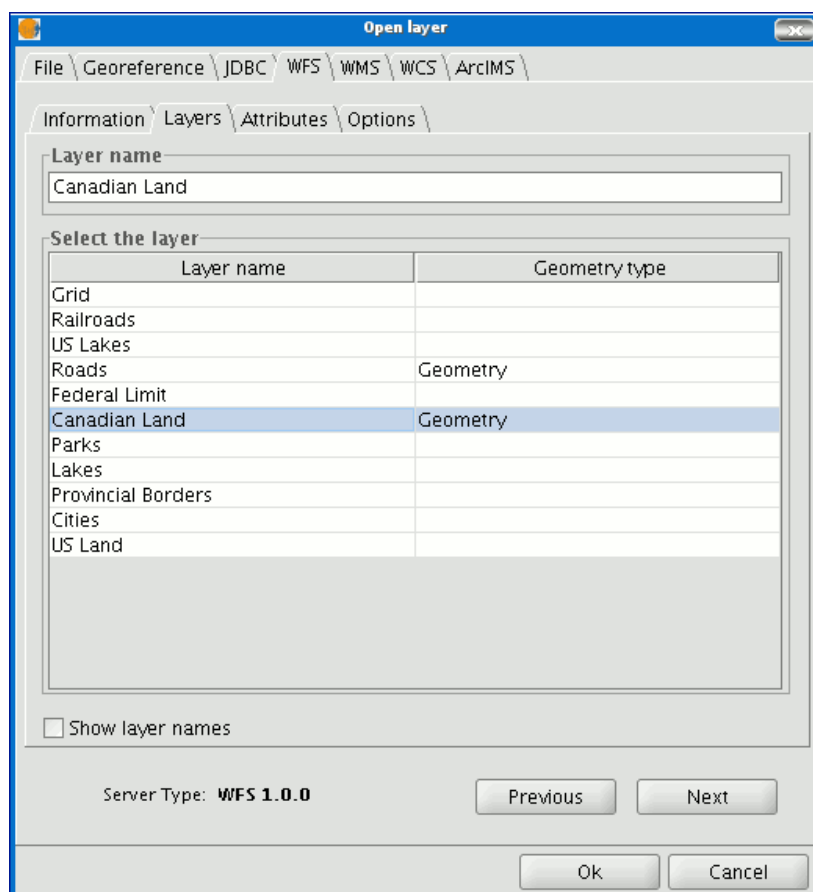 Open layer
File Georeference JDBC WFS WMS WCS ArcIMS
Information Layers Attributes Options
Layer name
Canadian Land
Select the layer
Layer name Geometry type
Grid
Railroads
US Lakes
Roads Geometry
Federal Limit
Canadian Land Geometry
Parks
Lakes
Provincial Borders
Cities
US Land
Show layer names
Server Type: WFS 1.0.0 Previous Next
Ok Cancel